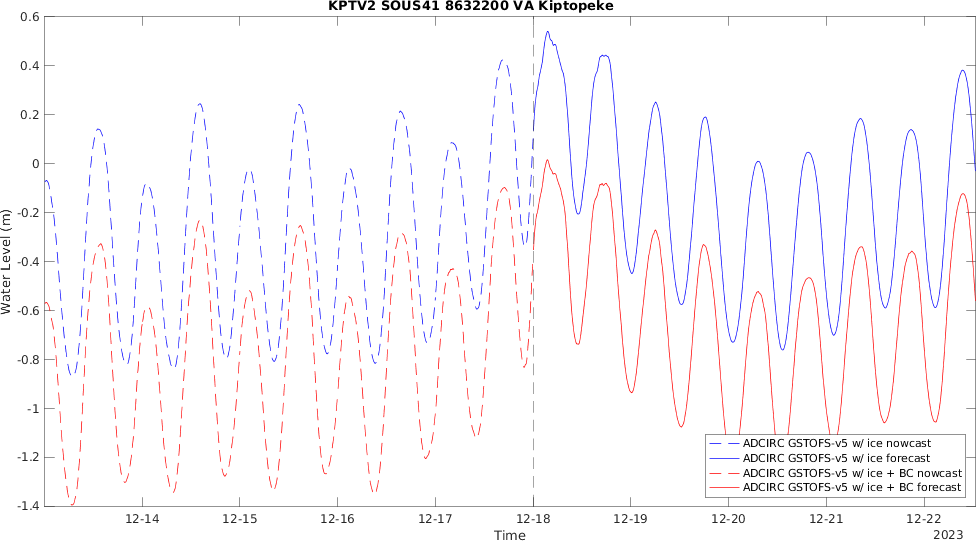 KPTV2 SOUS41 8632200 VA Kiptopeke
0.6
0.4
0.2
0
-0.2
-0.4
-0.6
-0.8
-1
-1.2
-1.4
Water Level (m)
ADCIRC GSTOFS-v5 w/ ice nowcast
ADCIRC GSTOFS-v5 w/ ice forecast
ADCIRC GSTOFS-v5 w/ ice + BC nowcast
ADCIRC GSTOFS-v5 w/ ice + BC forecast
12-14 12-15 12-16 12-17 12-18 12-19 12-20 12-21 12-22
Time
2023